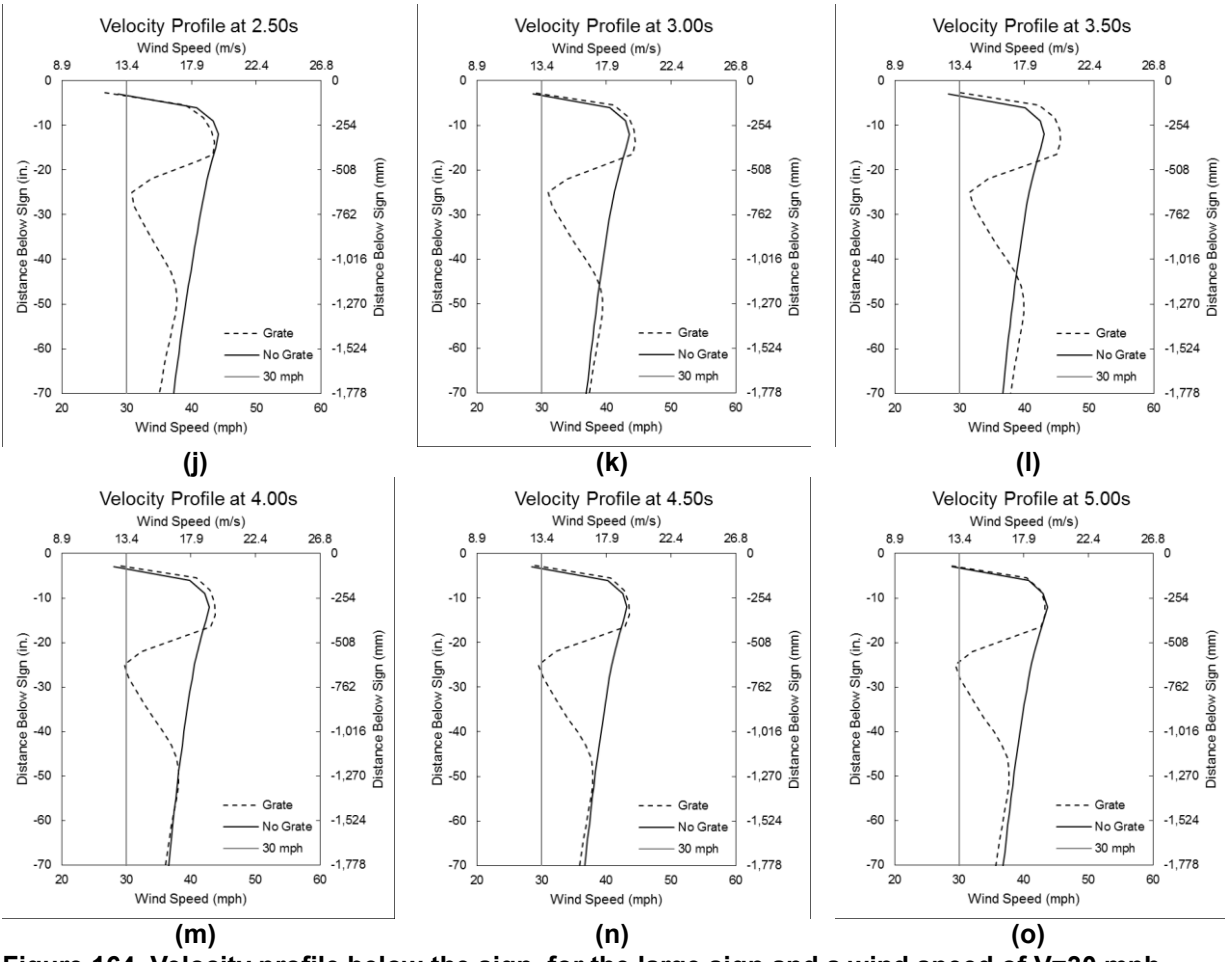 Velocity Profile at 2.50s
Wind Speed (m/s)
8.9 13.4 17.9 22.4 26.8
0 0
-10 -254
-20 -508
-30 -762
-40 -1,016
-50 -1,270
-60 -1,524
-70 -1,778
Distance Below SIgn (in.)
Distance Below SIgn (mm)
Grate
No Grate
30 mph
20 30 40 50 60
Wind Speed (mph)
(j)
Velocity Profile at 3.00s
Wind Speed (m/s)
8.9 13.4 17.9 22.4 26.8
0 0
-10 -254
-20 -508
-30 -762
-40 -1,016
-50 -1,270
-60 -1,524
-70 -1,778
Distance Below SIgn (in.)
Distance Below SIgn (mm)
Grate
No Grate
30 mph
20 30 40 50 60
Wind Speed (mph)
(k)
Velocity Profile at 3.50s
Wind Speed (m/s)
8.9 13.4 17.9 22.4 26.8
0 0
-10 -254
-20 -508
-30 -762
-40 -1,016
-50 -1,270
-60 -1,524
-70 -1,778
Distance Below SIgn (in.)
Distance Below SIgn (mm)
Grate
No Grate
30 mph
20 30 40 50 60
Wind Speed (mph)
(l)
Velocity Profile at 4.00s
Wind Speed (m/s)
8.9 13.4 17.9 22.4 26.8
0 0
-10 -254
-20 -508
-30 -762
-40 -1,016
-50 -1,270
-60 -1,524
-70 -1,778
Distance Below SIgn (in.)
Distance Below SIgn (mm)
Grate
No Grate
30 mph
20 30 40 50 60
Wind Speed (mph)
(m)
Velocity Profile at 4.50s
Wind Speed (m/s)
8.9 13.4 17.9 22.4 26.8
0 0
-10 -254
-20 -508
-30 -762
-40 -1,016
-50 -1,270
-60 -1,524
-70 -1,778
Distance Below SIgn (in.)
Distance Below SIgn (mm)
Grate
No Grate
30 mph
20 30 40 50 60
Wind Speed (mph)
(n)
Velocity Profile at 5.00s
Wind Speed (m/s)
8.9 13.4 17.9 22.4 26.8
0 0
-10 -254
-20 -508
-30 -762
-40 -1,016
-50 -1,270
-60 -1,524
-70 -1,778
Distance Below SIgn (in.)
Distance Below SIgn (mm)
Grate
No Grate
30 mph
20 30 40 50 60
Wind Speed (mph)
(o)
Figure 164. Velocity profile below the sign, for the large sign and a wind speed of V=30 mph